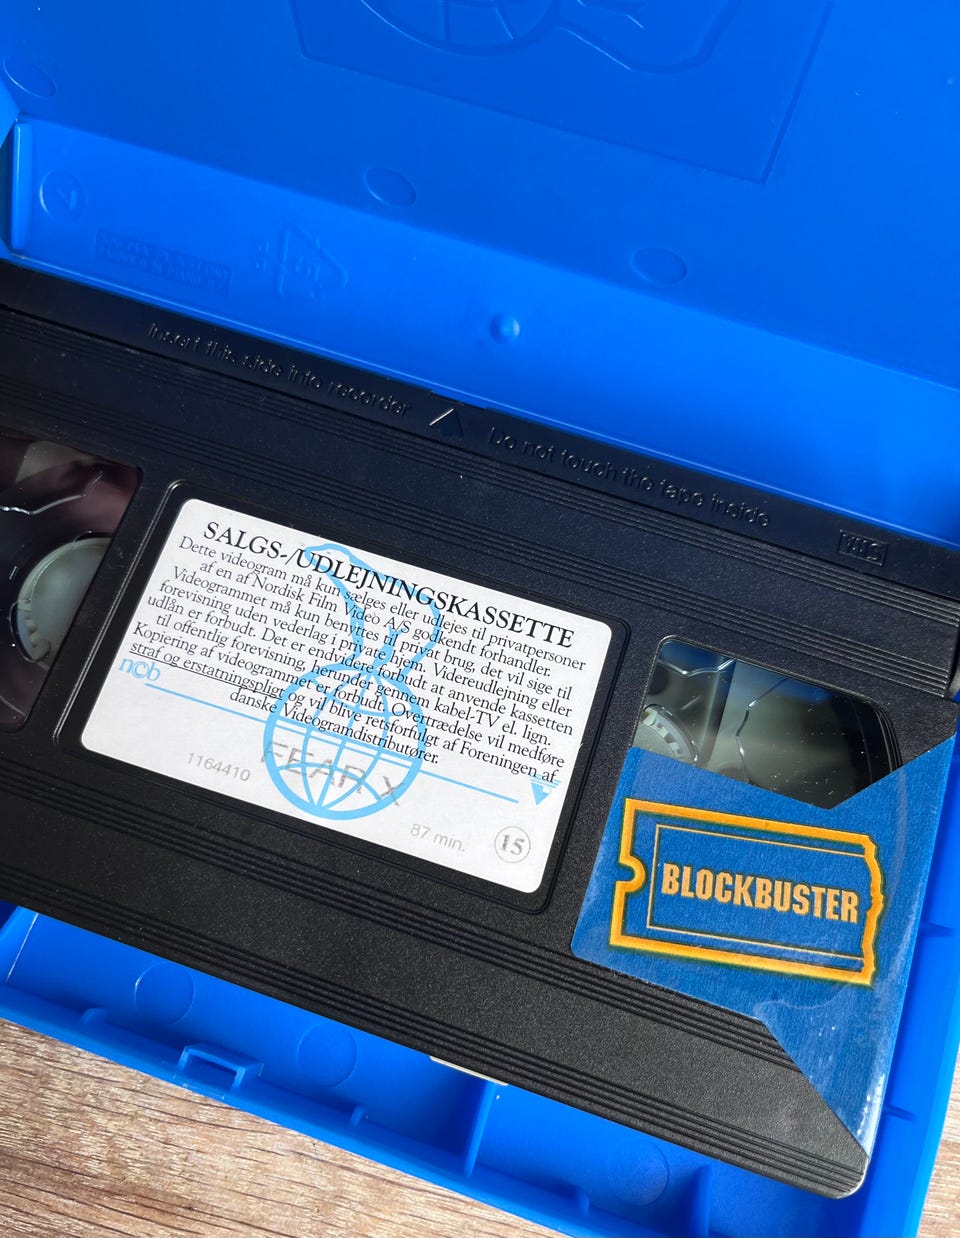 Insert this side into recorder
Do not touch the tape inside
VHS
SALGS-/UDLEJNINGSKASSETTE
Dette videogram må kun sælges eller udlejes til privatpersoner
af en af Nordisk Film Video A/S godkendt forhandler.
Videogrammet må kun benyttes til privat brug, det vil sige til
forevisning uden vederlag i private hjem. Videreudlejning eller
udlån er forbudt. Det er endvidere forbudt at anvende kassetten
til offentlig forevisning, herunder gennem kabel-TV el. lign.
Kopiering af videogrammet er forbudt. Overtrædelse vil medføre
straf og erstatningspligt og vil blive retsforfulgt af Foreningen af
danske Videogramdistributører.
n©b
FEAR X
1164410
87 min.
15
BLOCKBUSTER